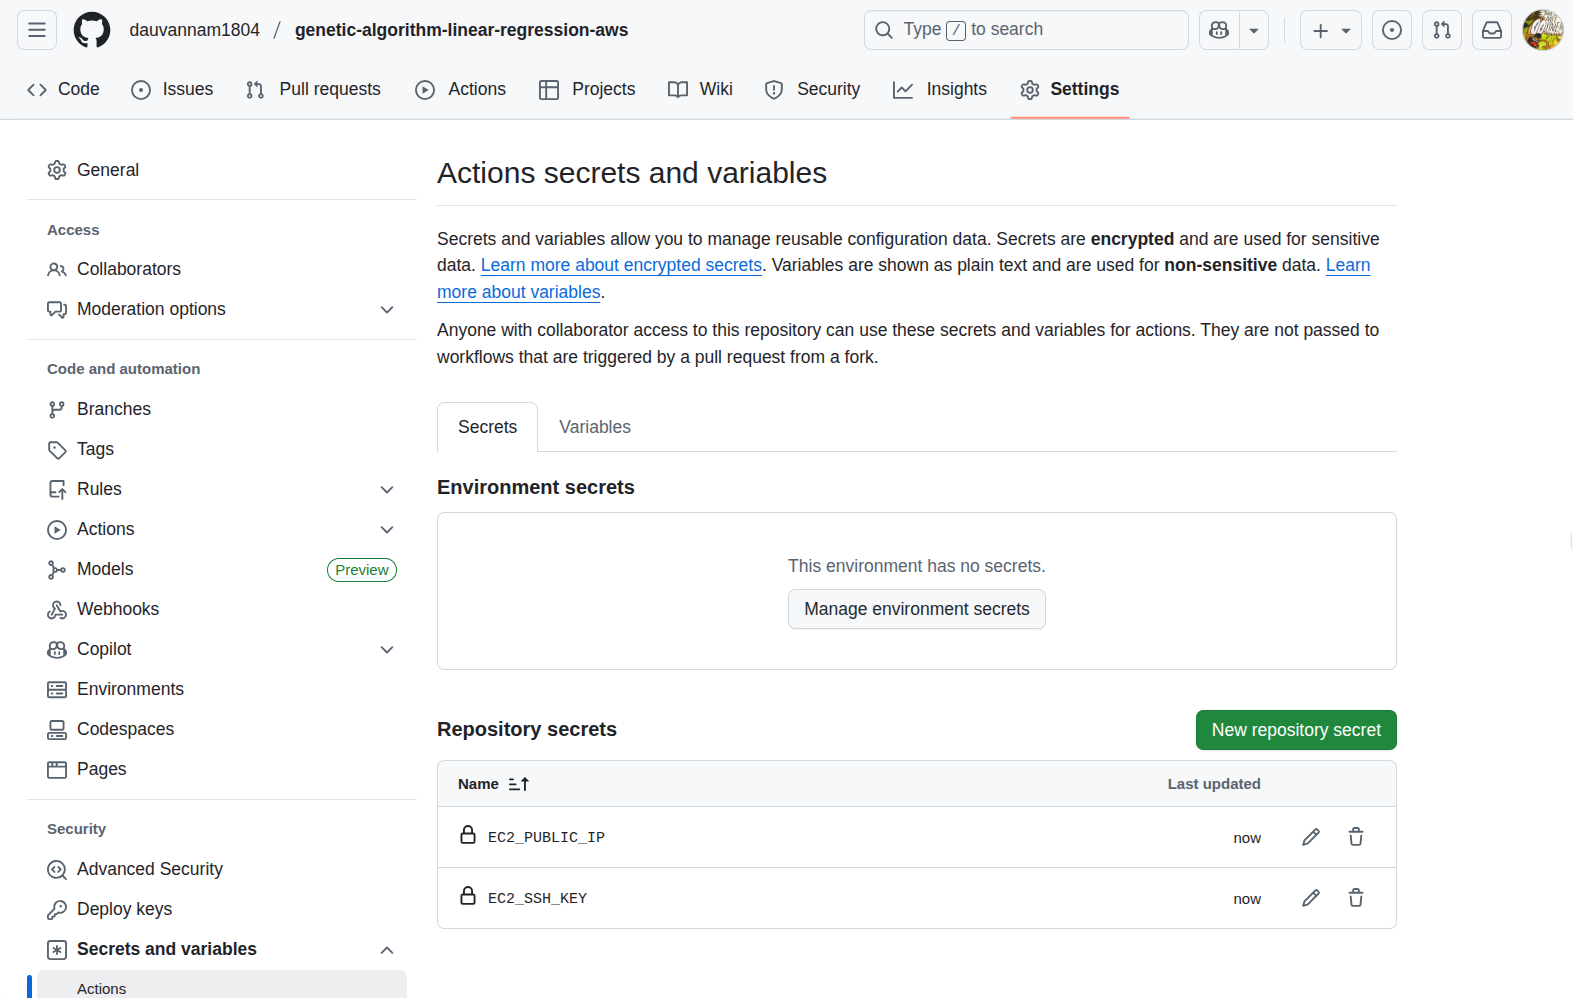 dauvannam1804 / genetic-algorithm-linear-regression-aws
Type / to search
Code Issues Pull requests Actions Projects Wiki Security Insights Settings
General
Access
Collaborators
Moderation options
Code and automation
Branches
Tags
Rules
Actions
Models Preview
Webhooks
Copilot
Environments
Codespaces
Pages
Security
Advanced Security
Deploy keys
Secrets and variables
Actions
Actions secrets and variables
Secrets and variables allow you to manage reusable configuration data. Secrets are encrypted and are used for sensitive
data. Learn more about encrypted secrets. Variables are shown as plain text and are used for non-sensitive data. Learn
more about variables.
Anyone with collaborator access to this repository can use these secrets and variables for actions. They are not passed to
workflows that are triggered by a pull request from a fork.
Secrets Variables
Environment secrets
This environment has no secrets.
Manage environment secrets
Repository secrets
New repository secret
Name Last updated
EC2_PUBLIC_IP now
EC2_SSH_KEY now